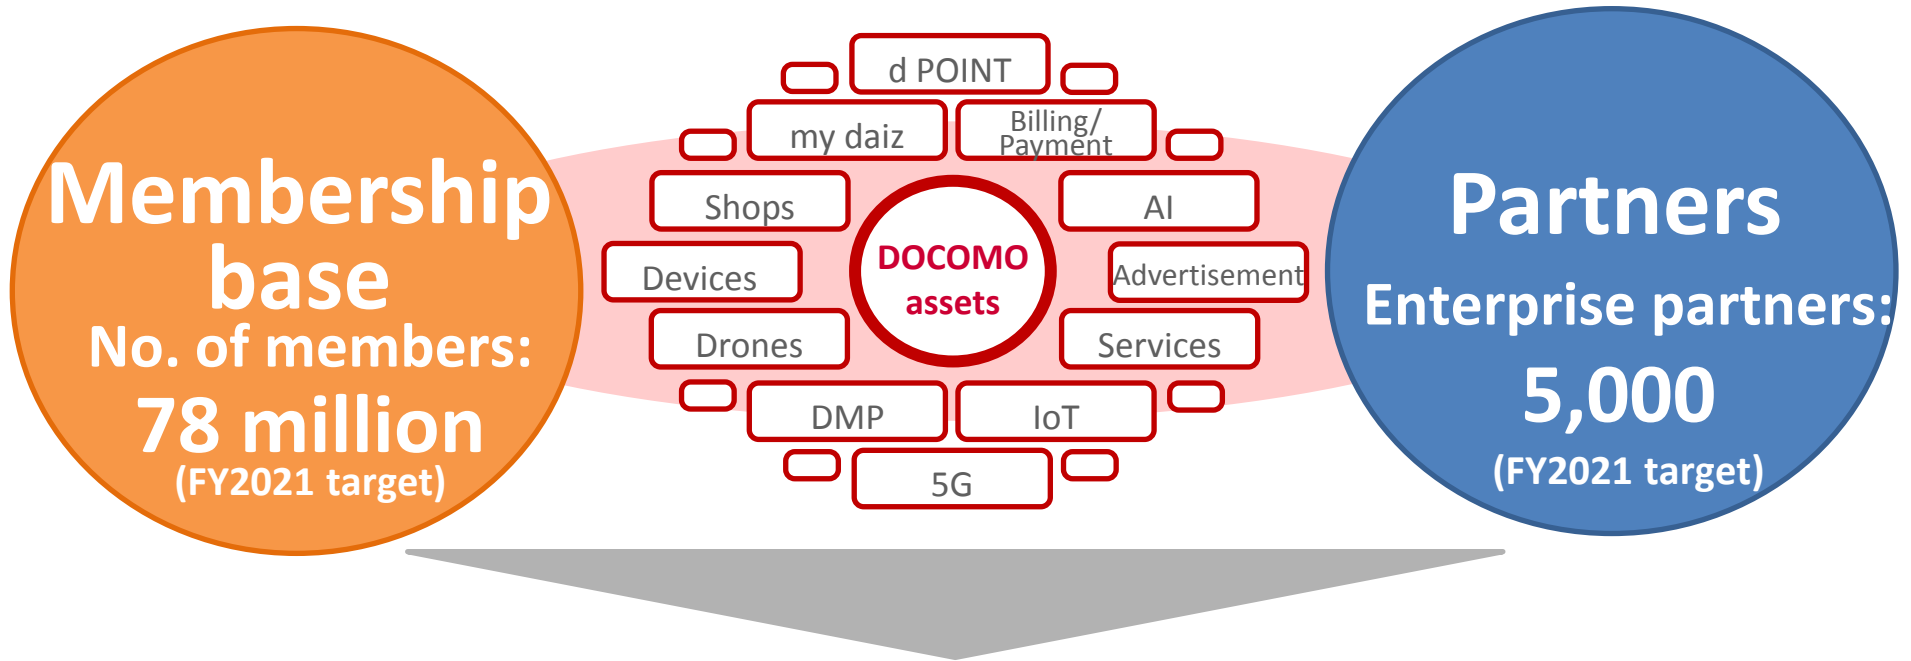 Membership
base
No. of members:
78 million
(FY2021 target)
d POINT
my daiz
Billing/
Payment
Shops
AI
Devices
DOCOMO
assets
Advertisement
Drones
Services
DMP
IoT
5G
Partners
Enterprise partners:
5,000
(FY2021 target)